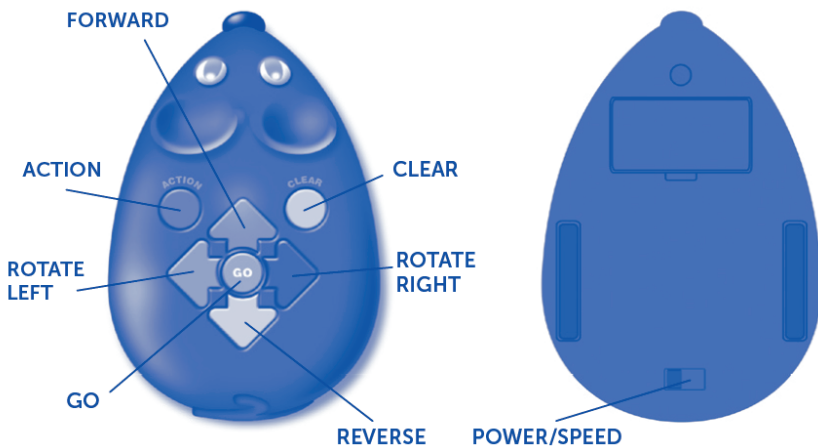 FORWARD
ACTION
ACTION
CLEAR
CLEAR
ROTATE
LEFT
GO
ROTATE
RIGHT
GO
REVERSE
POWER/SPEED